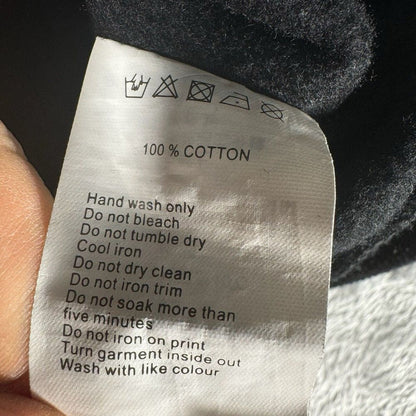 100 % COTTON
Hand wash only
Do not bleach
Do not tumble dry
Cool iron
Do not dry clean
Do not iron trim
Do not soak more than
five minutes
Do not iron on print
Turn garment inside out
Wash with like colour